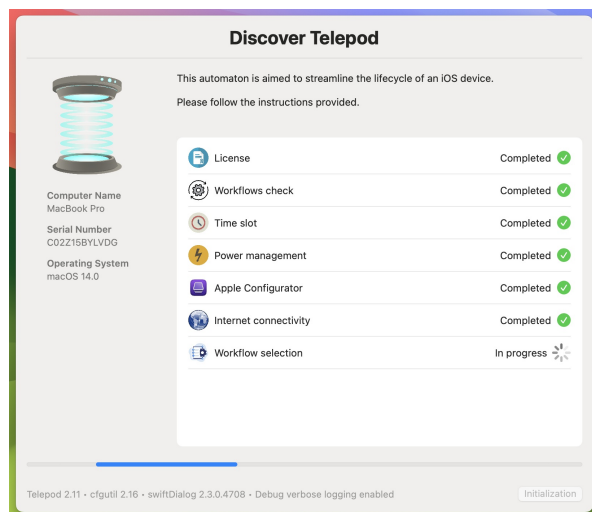 Discover Telepod
This automaton is aimed to streamline the lifecycle of an iOS device.
Please follow the instructions provided.
Computer Name
MacBook Pro
Serial Number
C02Z15BYLVDG
Operating System
macOS 14.0
License Completed
Workflows check Completed
Time slot Completed
Power management Completed
Apple Configurator Completed
Internet connectivity Completed
Workflow selection In progress
Telepod 2.11 • cfgutil 2.16 • swiftDialog 2.3.0.4708 • Debug verbose logging enabled
Initialization